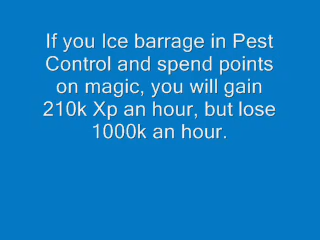 If you Ice barrage in Pest
Control and spend points
on magic, you will gain
210k Xp an hour, but lose
1000k an hour.